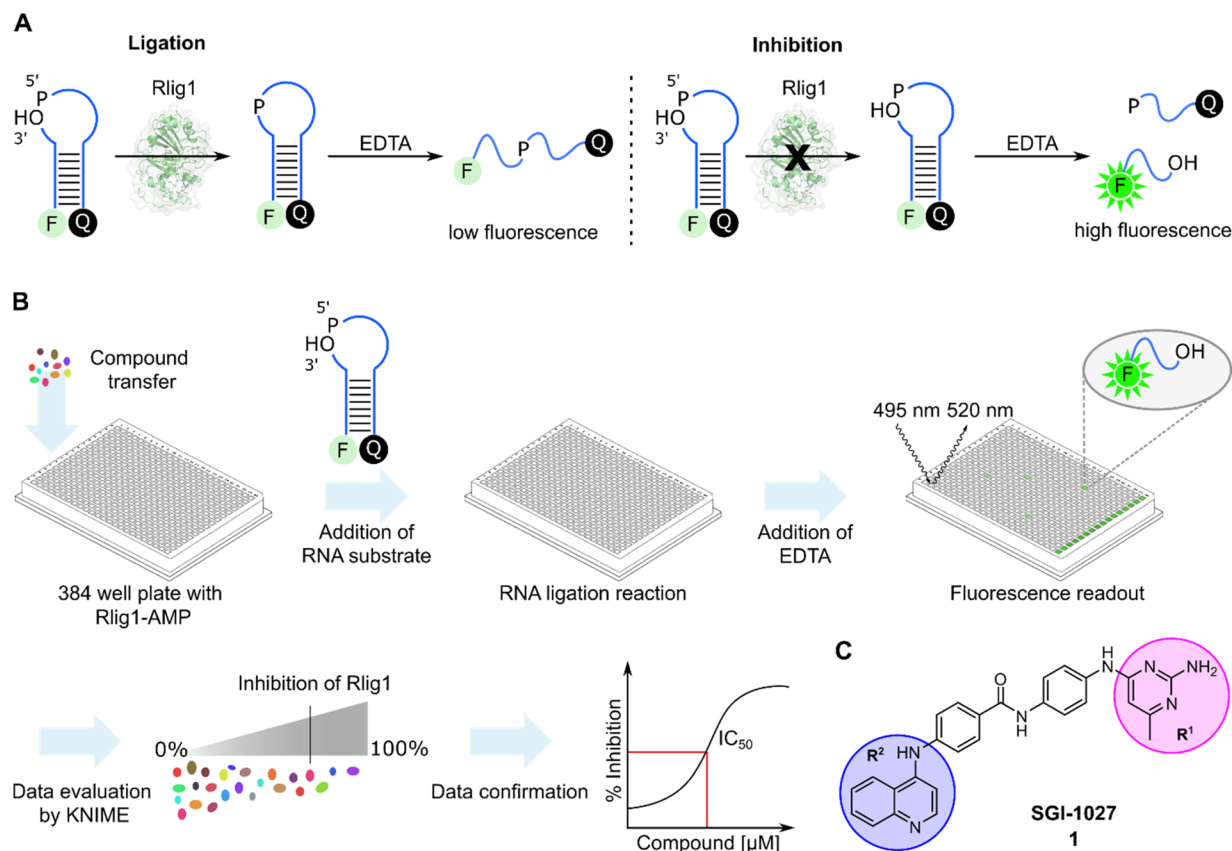 A
Ligation
Inhibition
5'
P
HO
3'
F
Q
Rlig1
P
F
Q
EDTA
F
P
Q
low fluorescence
5'
P
HO
3'
F
Q
Rlig1
X
P
HO
F
Q
EDTA
P
Q
F
OH
high fluorescence
B
Compound
transfer
384 well plate with
Rlig1-AMP
5'
P
HO
3'
F
Q
Addition of
RNA substrate
RNA ligation reaction
Addition of
EDTA
495 nm 520 nm
F
OH
Fluorescence readout
Data evaluation
by KNIME
Inhibition of Rlig1
0%
100%
Data confirmation
% Inhibition
IC50
Compound [µM]
C
R2
HN
N
O
N
H
H
N
N
NH2
N
R1
SGI-1027
1